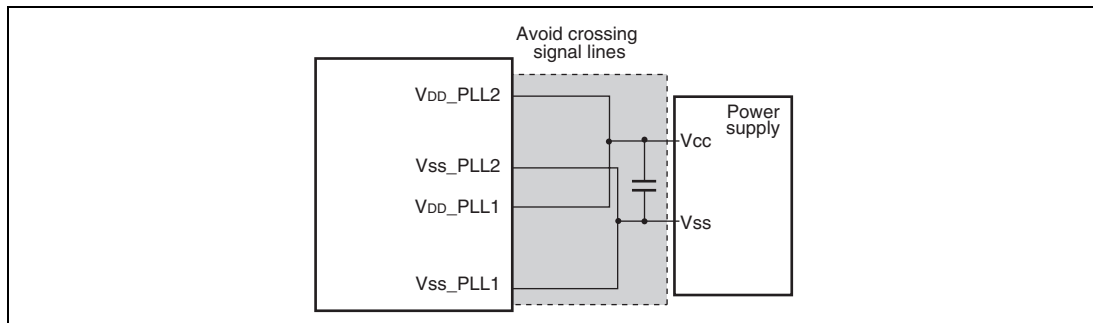 Avoid crossing
signal lines
VDD_PLL2
Power
supply
Vcc
Vss_PLL2
VDD_PLL1
Vss
Vss_PLL1